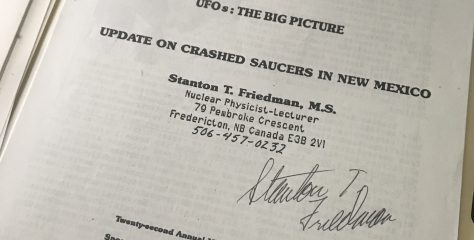 UFOs: THE BIG PICTURE
UPDATE ON CRASHED SAUCERS IN NEW MEXICO
Stanton T. Friedman, M.S.
Nuclear Physicist-Lecturer
79 Pembroke Crescent
Fredericton, NB Canada E3B 2V1
506-457-0232
Stanton T
Friedman
Twenty-second Annual